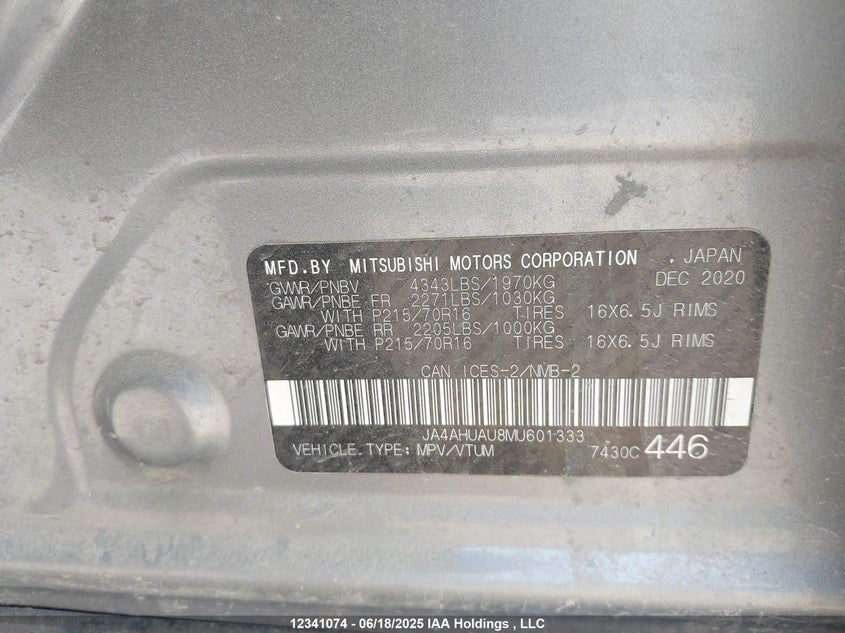 MFD.BY MITSUBISHI MOTORS CORPORATION . JAPAN
GVWR/PNBV 4343LBS/1970KG DEC 2020
GAWR/PNBE FR 2271LBS/1030KG
WITH P215/70R16 TIRES 16X6.5J RIMS
GAWR/PNBE RR 2205LBS/1000KG
WITH P215/70R16 TIRES 16X6.5J RIMS
CAN ICES-2/NMB-2
JA4AHUAU8MU601333
VEHICLE TYPE: MPV/VTUM 7430C 446
12341074 - 06/18/2025 IAA Holdings , LLC